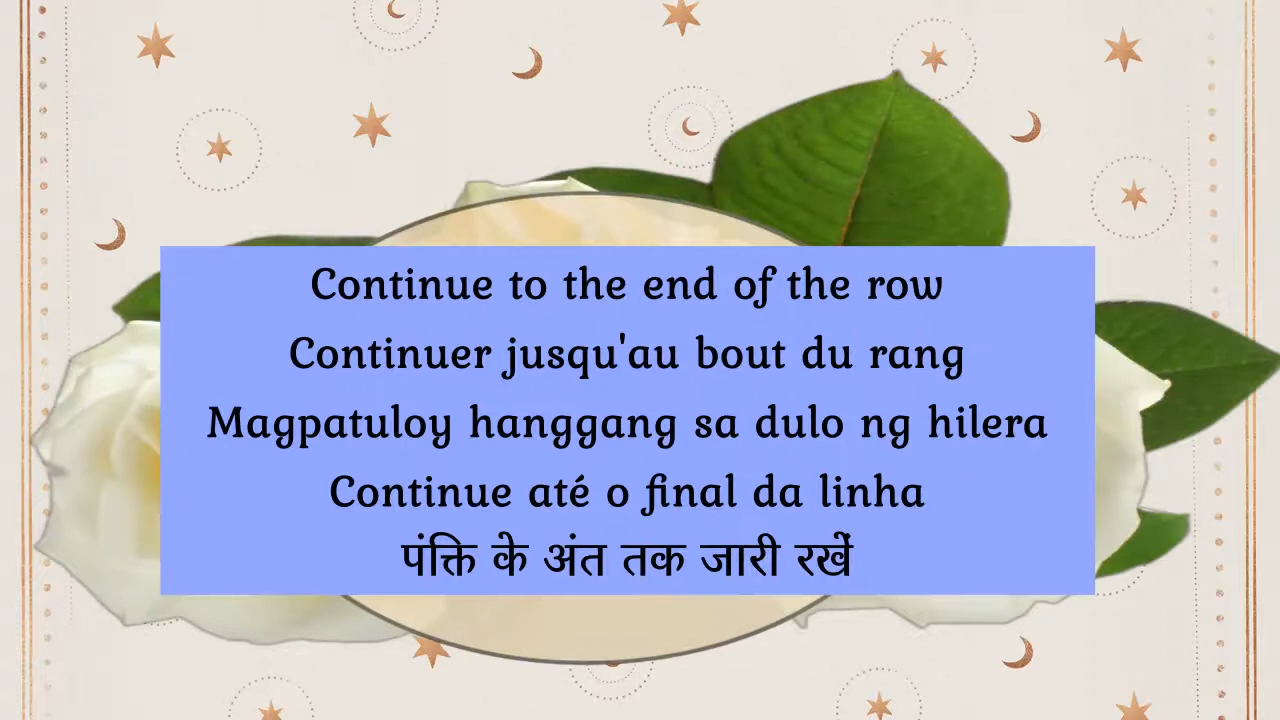 Continue to the end of the row
Continuer jusqu'au bout du rang
Magpatuloy hanggang sa dulo ng hilera
Continue até o final da linha
पंक्ति के अंत तक जारी रखें